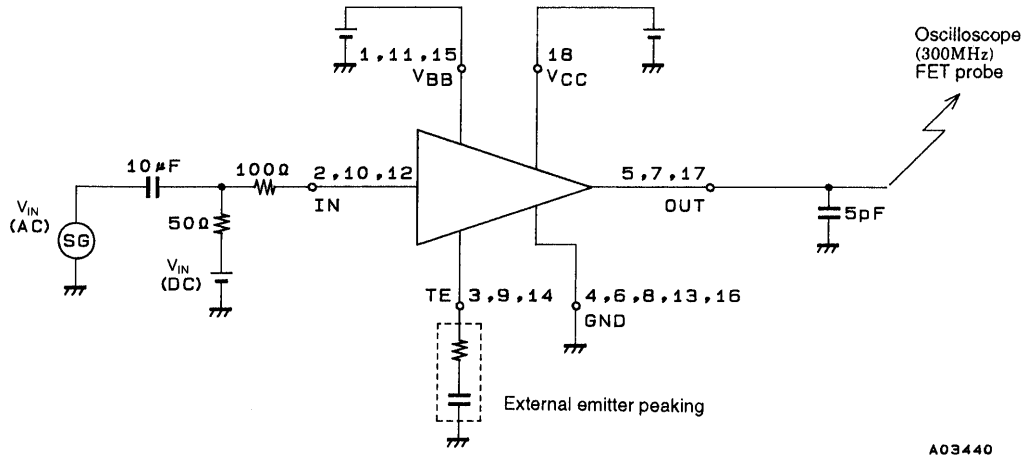 1,11,15
VBB
18
VCC
Oscilloscope
(300MHz)
FET probe
10μF
100Ω
2,10,12
IN
5,7,17
OUT
VIN
(AC)
SG
50Ω
5pF
VIN
(DC)
TE 3,9,14
4,6,8,13,16
GND
External emitter peaking
A03440